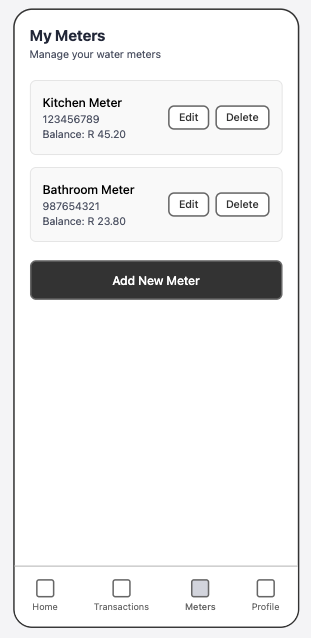 My Meters
Manage your water meters
Kitchen Meter
123456789
Balance: R 45.20
Edit
Delete
Bathroom Meter
987654321
Balance: R 23.80
Edit
Delete
Add New Meter
Home
Transactions
Meters
Profile